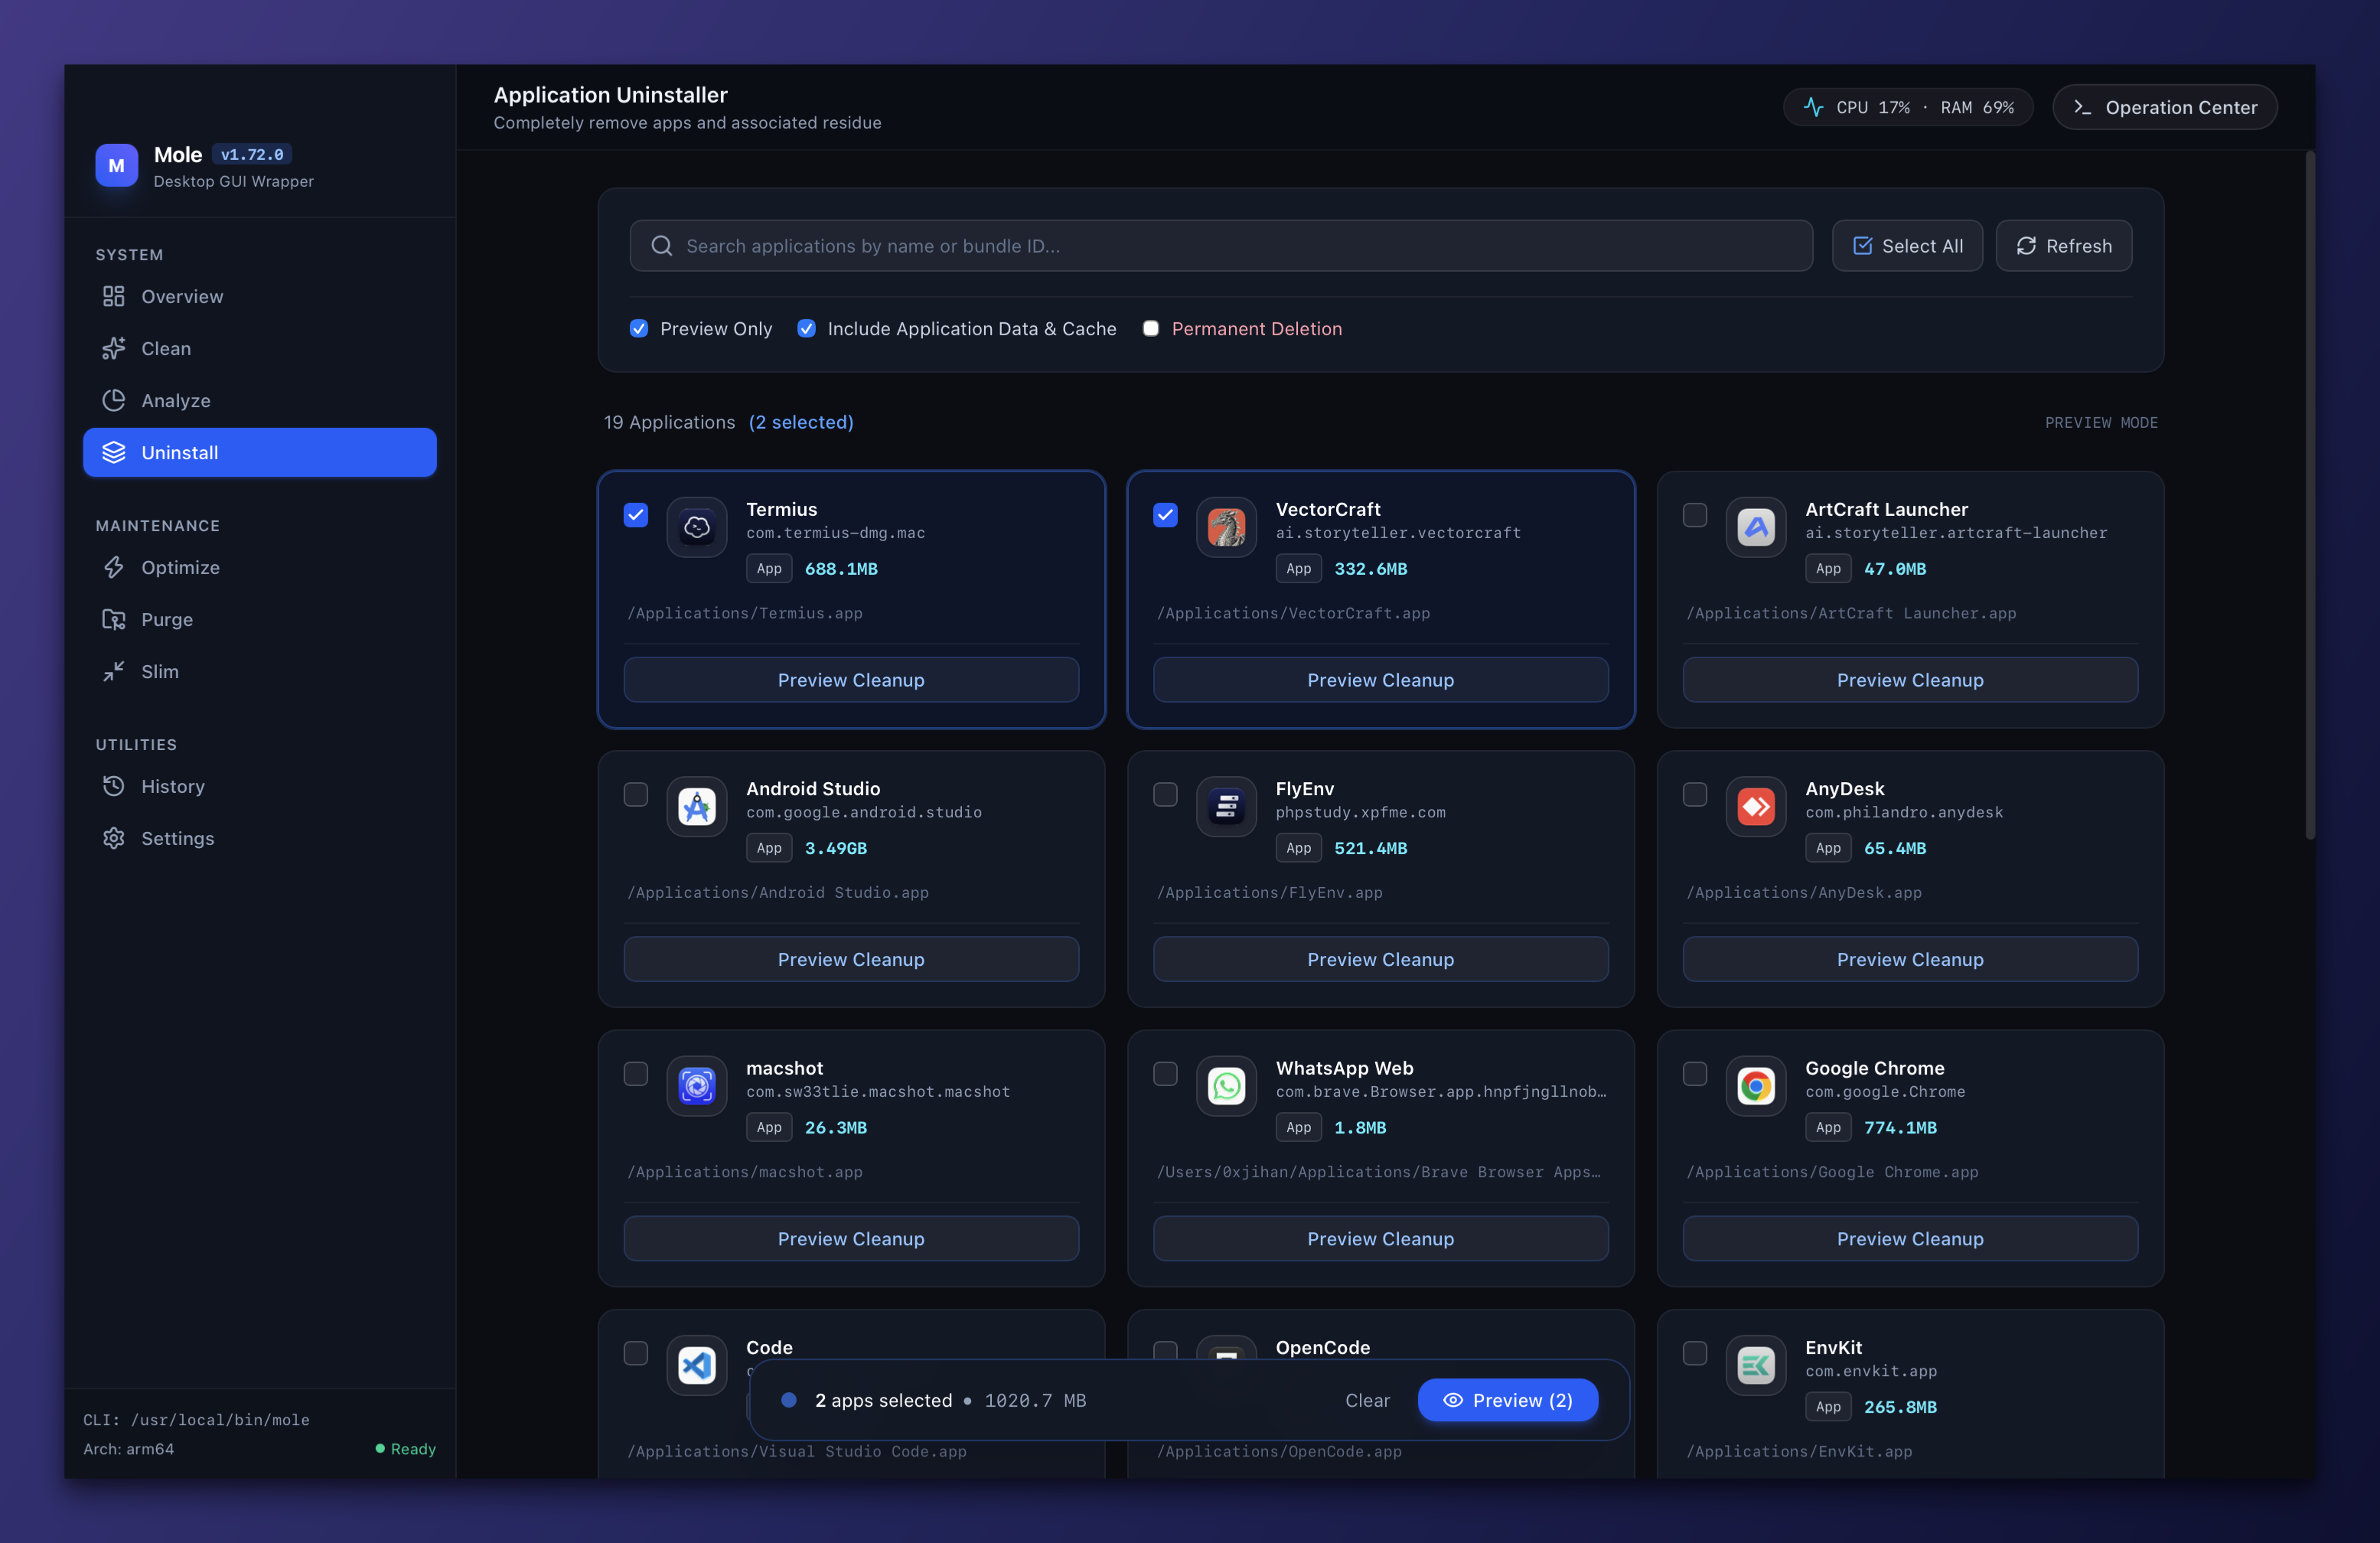 M
Mole v1.72.0
Desktop GUI Wrapper
SYSTEM
Overview
Clean
Analyze
Uninstall
MAINTENANCE
Optimize
Purge
Slim
UTILITIES
History
Settings
CLI: /usr/local/bin/mole
Arch: arm64
Ready
Application Uninstaller
Completely remove apps and associated residue
CPU 17% · RAM 69%
Operation Center
Search applications by name or bundle ID...
Select All
Refresh
Preview Only
Include Application Data & Cache
Permanent Deletion
19 Applications (2 selected)
PREVIEW MODE
Termius
com.termius-dmg.mac
App 688.1MB
/Applications/Termius.app
Preview Cleanup
VectorCraft
ai.storyteller.vectorcraft
App 332.6MB
/Applications/VectorCraft.app
Preview Cleanup
ArtCraft Launcher
ai.storyteller.artcraft-launcher
App 47.0MB
/Applications/ArtCraft Launcher.app
Preview Cleanup
Android Studio
com.google.android.studio
App 3.49GB
/Applications/Android Studio.app
Preview Cleanup
FlyEnv
phpstudy.xpfme.com
App 521.4MB
/Applications/FlyEnv.app
Preview Cleanup
AnyDesk
com.philandro.anydesk
App 65.4MB
/Applications/AnyDesk.app
Preview Cleanup
macshot
com.sw33tlie.macshot.macshot
App 26.3MB
/Applications/macshot.app
Preview Cleanup
WhatsApp Web
com.brave.Browser.app.hnpfjngllnob…
App 1.8MB
/Users/0xjihan/Applications/Brave Browser Apps…
Preview Cleanup
Google Chrome
com.google.Chrome
App 774.1MB
/Applications/Google Chrome.app
Preview Cleanup
Code
/Applications/Visual Studio Code.app
OpenCode
/Applications/OpenCode.app
EnvKit
com.envkit.app
App 265.8MB
/Applications/EnvKit.app
2 apps selected • 1020.7 MB
Clear
Preview (2)